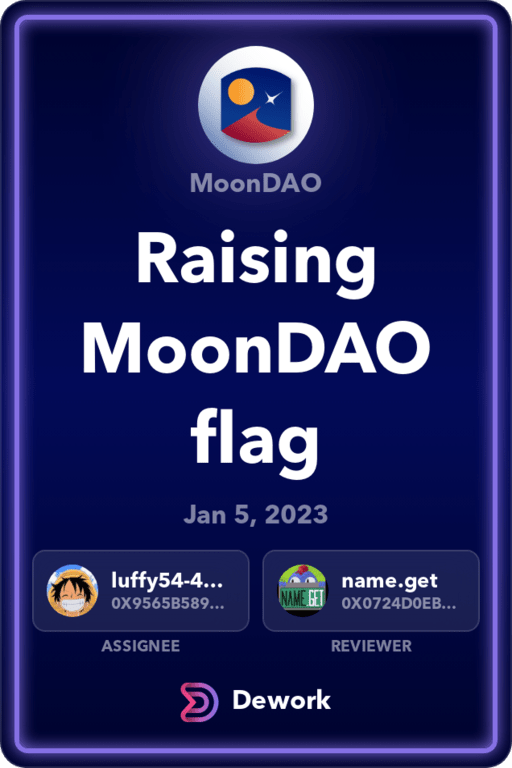 MoonDAO
Raising
MoonDAO
flag
Jan 5, 2023
luffy54-4...
0X9565B589...
ASSIGNEE
NAME GET
name.get
0X0724D0EB...
REVIEWER
Dework